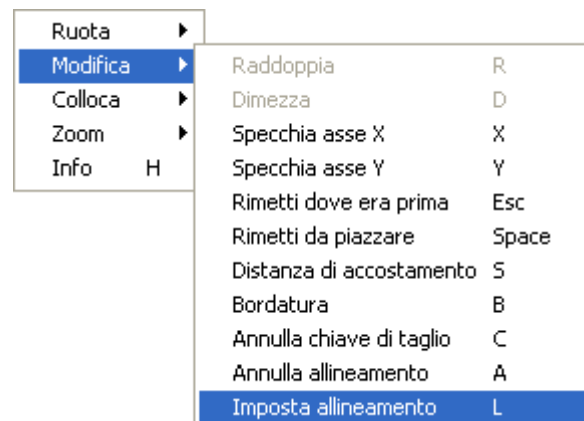 Ruota
Modifica
Colloca
Zoom
Info H
Raddoppia R
Dimezza D
Specchia asse X X
Specchia asse Y Y
Rimetti dove era prima Esc
Rimetti da piazzare Space
Distanza di accostamento S
Bordatura B
Annulla chiave di taglio C
Annulla allineamento A
Imposta allineamento L